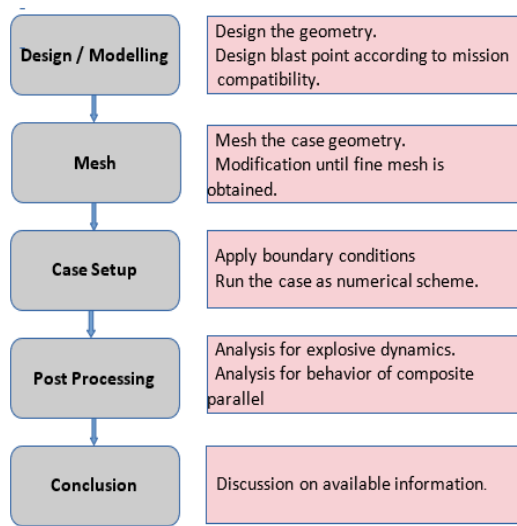 Design / Modelling
Design the geometry.
Design blast point according to mission
compatibility.
Mesh
Mesh the case geometry.
Modification until fine mesh is
obtained.
Case Setup
Apply boundary conditions
Run the case as numerical scheme.
Post Processing
Analysis for explosive dynamics.
Analysis for behavior of composite
parallel
Conclusion
Discussion on available information.